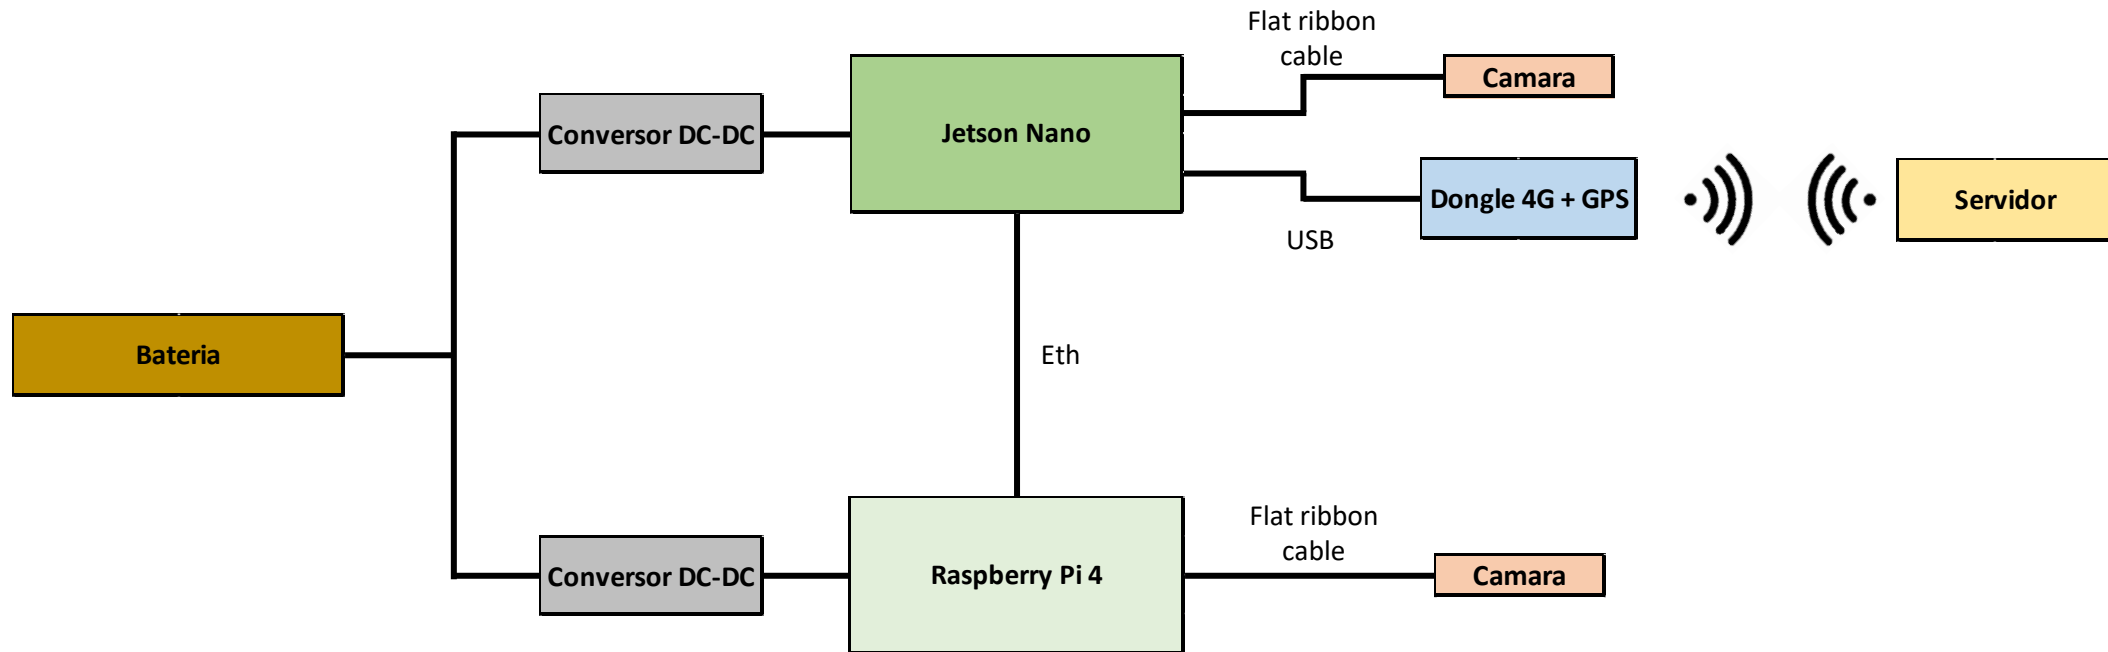 Flat ribbon
cable
Camara
Conversor DC-DC
Jetson Nano
Dongle 4G + GPS
Servidor
USB
Bateria
Eth
Flat ribbon
cable
Conversor DC-DC
Raspberry Pi 4
Camara